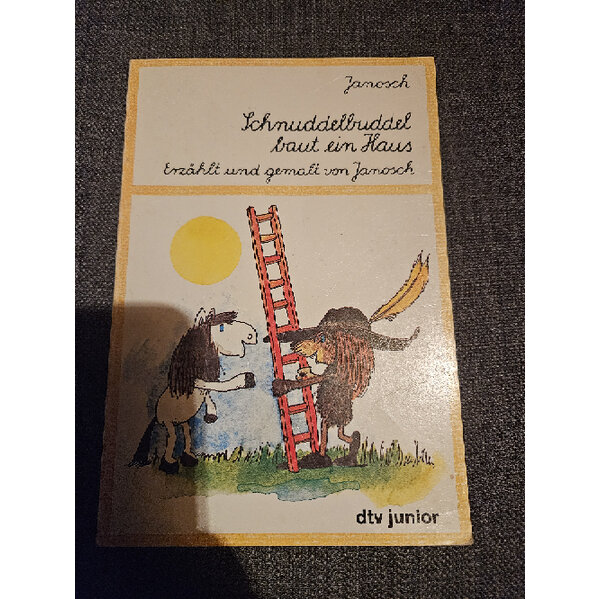 Janosch
Schnuddelbuddel
baut ein Haus
Erzählt und gemalt von Janosch
dtv junior